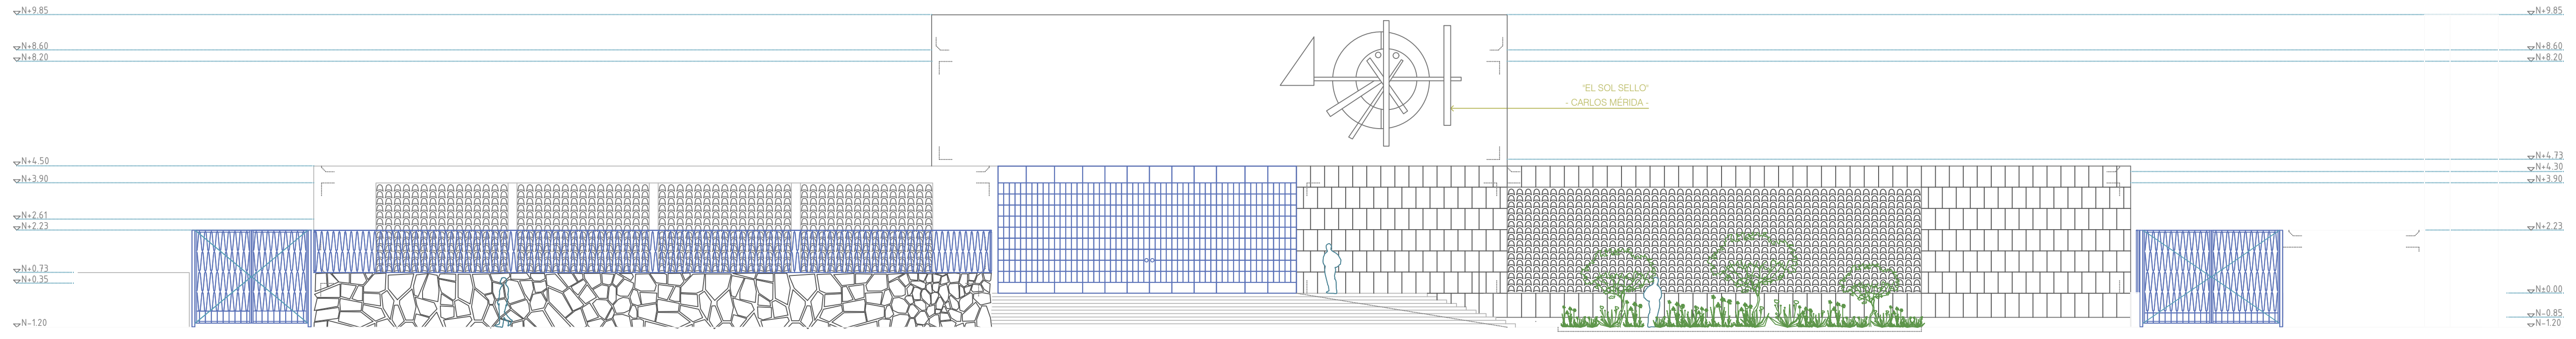 N+9.85
N+8.60
N+8.20
N+4.50
N+3.90
N+2.61
N+2.23
N+0.73
N+0.35
N-1.20
"EL SOL SELLO"
- CARLOS MÉRIDA -
N+9.85
N+8.60
N+8.20
N+4.73
N+4.30
N+3.90
N+2.23
N+0.00
N-0.85
N-1.20